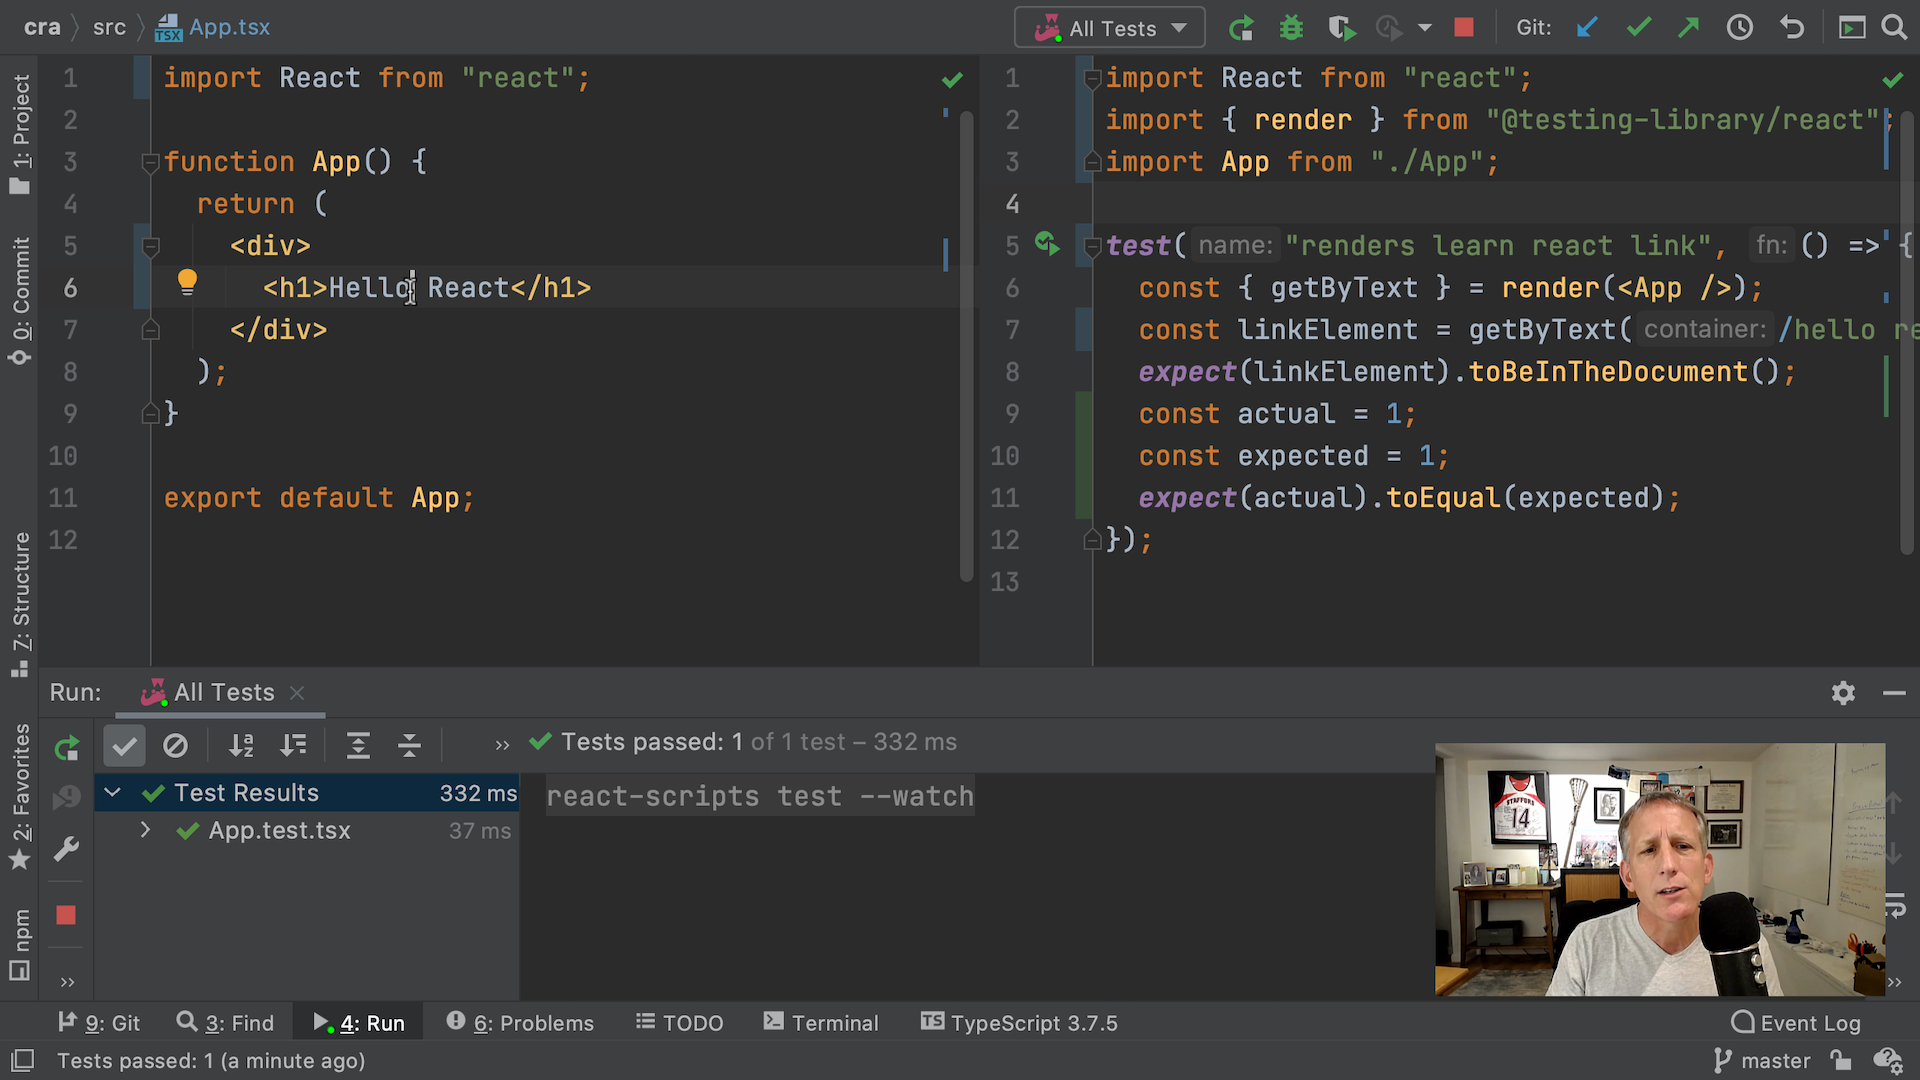 cra
src
App.tsx
All Tests
Git:
1: Project
0: Commit
7: Structure
2: Favorites
npm
1 import React from "react";
2
3 function App() {
4 return (
5 <div>
6 <h1>Hello React</h1>
7 </div>
8 );
9 }
10
11 export default App;
12
1 import React from "react";
2 import { render } from "@testing-library/react";
3 import App from "./App";
4
5 test( name: "renders learn react link", fn: () => {
6 const { getByText } = render(<App />);
7 const linkElement = getByText( container: /hello re
8 expect(linkElement).toBeInTheDocument();
9 const actual = 1;
10 const expected = 1;
11 expect(actual).toEqual(expected);
12 });
13
Run: All Tests
Tests passed: 1 of 1 test – 332 ms
Test Results 332 ms
App.test.tsx 37 ms
react-scripts test --watch
STAFFORD
14
9: Git
3: Find
4: Run
6: Problems
TODO
Terminal
TS TypeScript 3.7.5
Event Log
Tests passed: 1 (a minute ago)
master